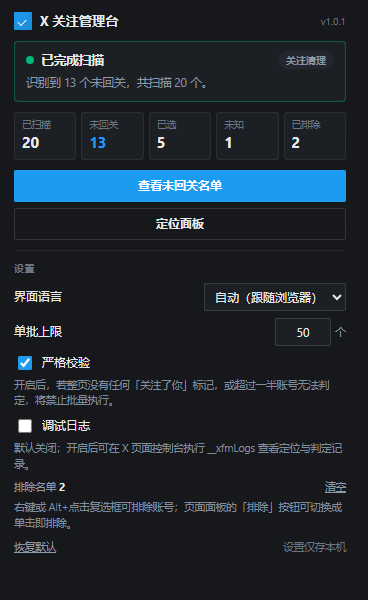 X 关注管理台
v1.0.1
已完成扫描
关注清理
识别到 13 个未回关，共扫描 20 个。
已扫描
未回关
已选
未知
已排除
20
13
5
1
2
查看未回关名单
定位面板
设置
界面语言
自动（跟随浏览器）
单批上限
50
个
严格校验
开启后，若整页没有任何「关注了你」标记，或超过一半账号无法判
定，将禁止批量执行。
调试日志
默认关闭；开启后可在 X 页面控制台执行 __xfmLogs 查看定位与判定记
录。
排除名单 2
清空
右键或 Alt+点击复选框可排除账号；页面面板的「排除」按钮可切换成
单击即排除。
恢复默认
设置仅存本机